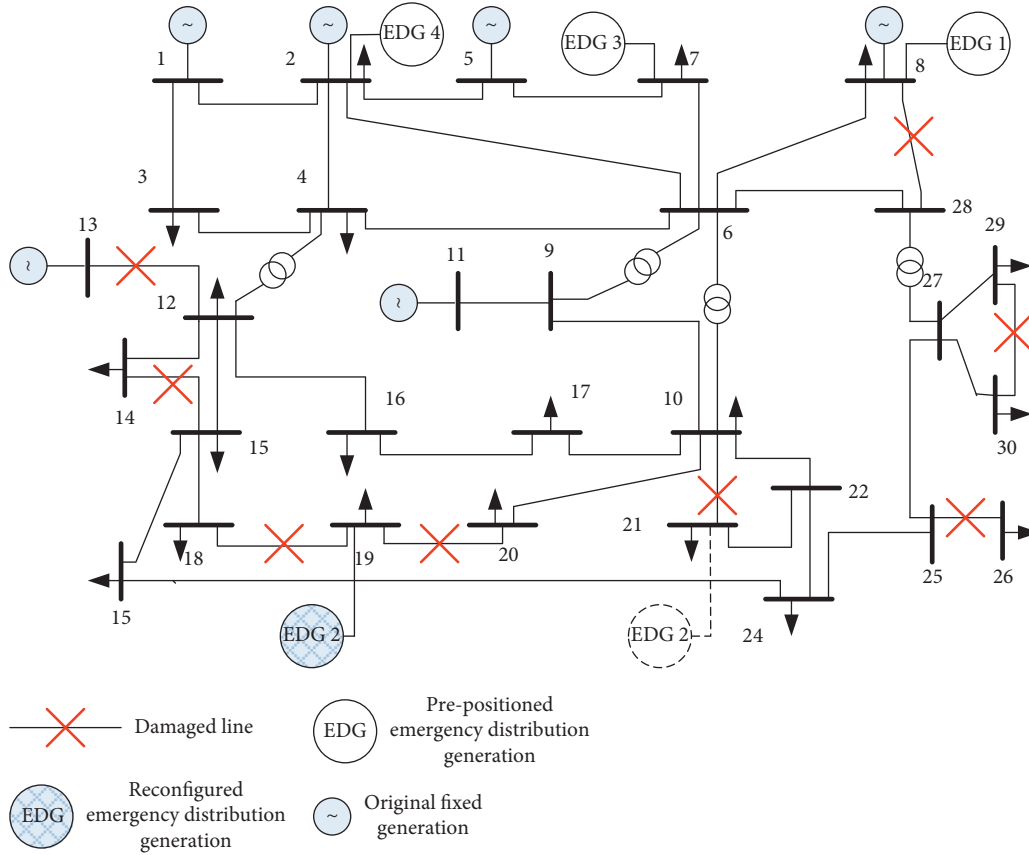 ~
~
EDG 4
~
EDG 3
~
EDG 1
1
2
5
7
8
3
4
13
6
28
29
~
12
11
9
27
~
14
15
16
17
10
30
18
19
20
21
22
25
26
15
24
EDG 2
EDG 2
Damaged line
EDG
Pre-positioned
emergency distribution
generation
EDG
Reconfigured
emergency distribution
generation
~
Original fixed
generation